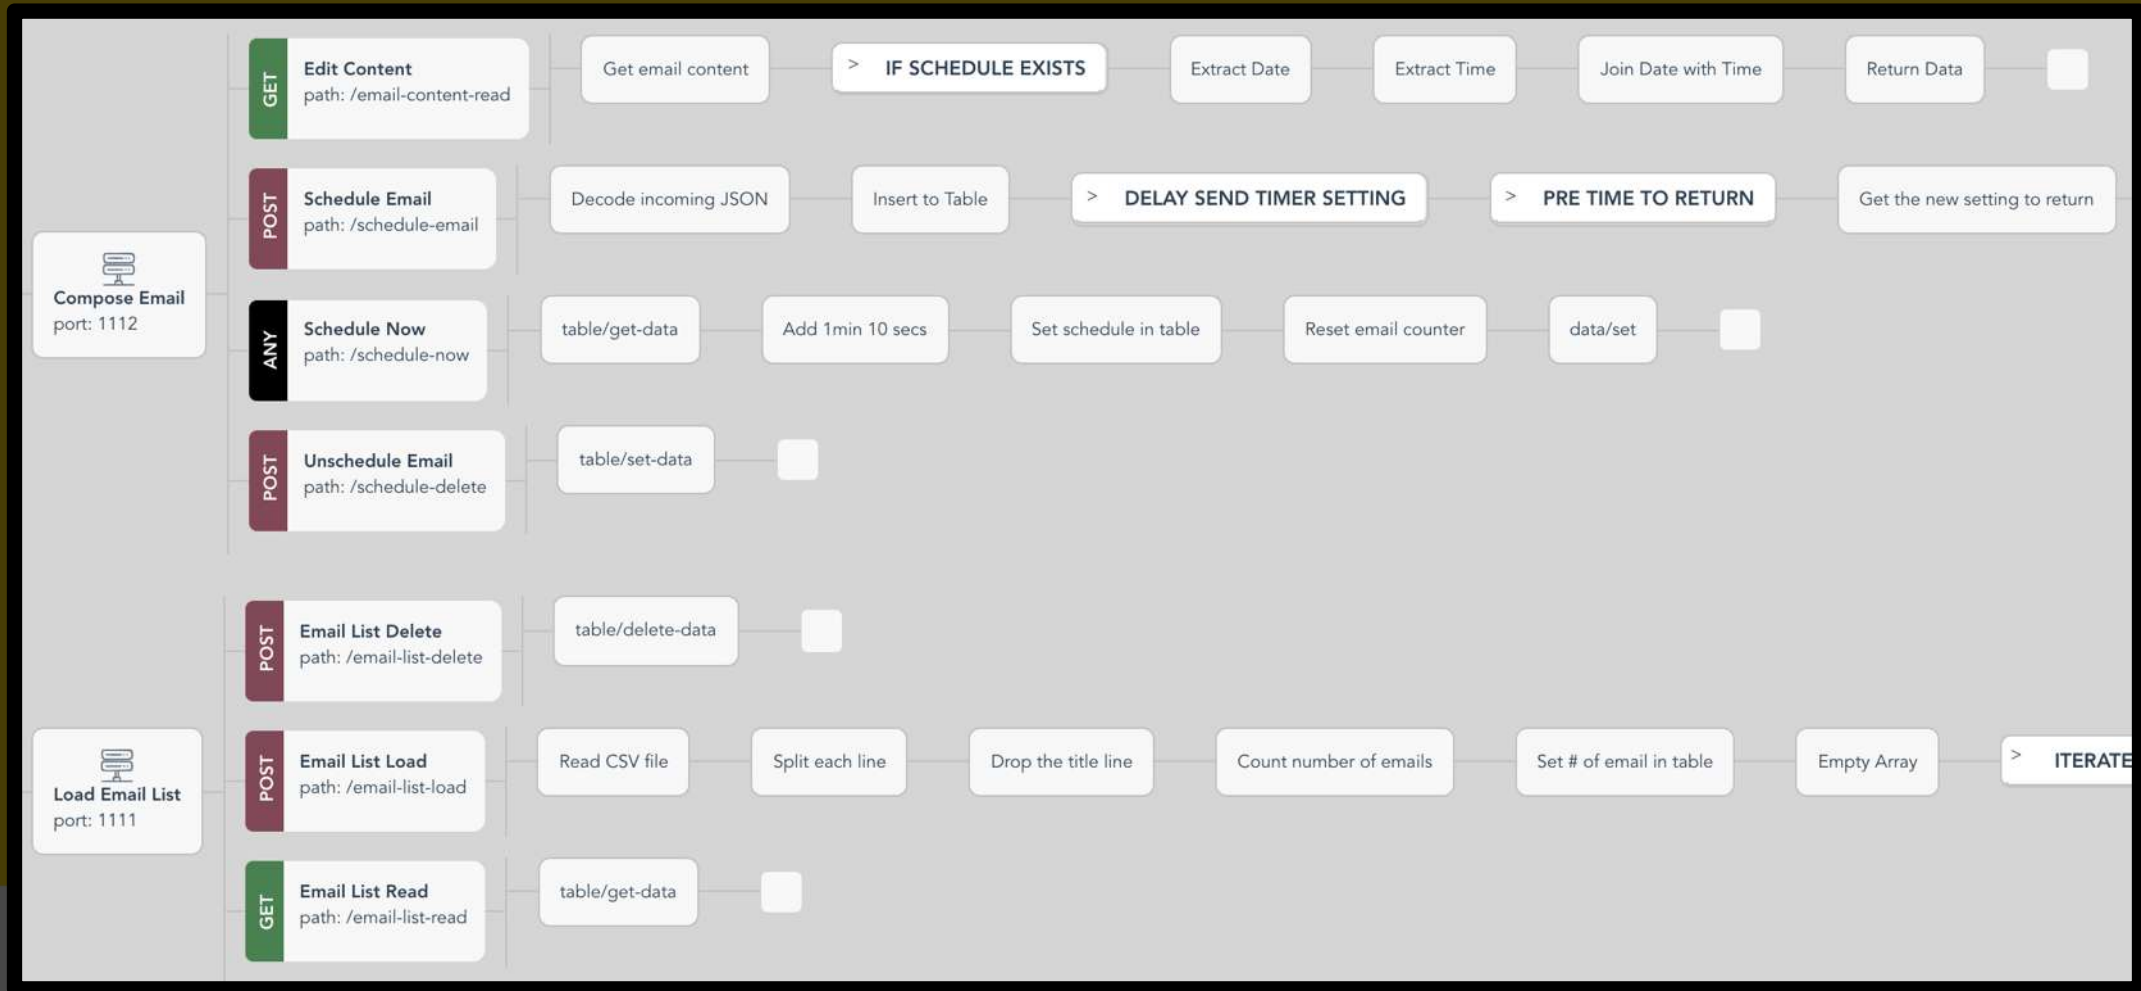 GET
Edit Content
path: /email-content-read
Get email content
> IF SCHEDULE EXISTS
Extract Date
Extract Time
Join Date with Time
Return Data
POST
Schedule Email
path: /schedule-email
Decode incoming JSON
Insert to Table
> DELAY SEND TIMER SETTING
> PRE TIME TO RETURN
Get the new setting to return
Compose Email
port: 1112
ANY
Schedule Now
path: /schedule-now
table/get-data
Add 1min 10 secs
Set schedule in table
Reset email counter
data/set
POST
Unschedule Email
path: /schedule-delete
table/set-data
POST
Email List Delete
path: /email-list-delete
table/delete-data
Load Email List
port: 1111
POST
Email List Load
path: /email-list-load
Read CSV file
Split each line
Drop the title line
Count number of emails
Set # of email in table
Empty Array
> ITERATE
GET
Email List Read
path: /email-list-read
table/get-data